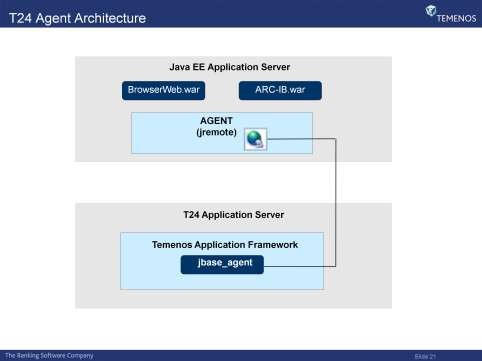 T24 Agent Architecture
TEMENOS
Java EE Application Server
BrowserWeb.war
ARC-IB.war
AGENT
(jremote)
T24 Application Server
Temenos Application Framework
jbase_agent
The Banking Software Company
Slide 21